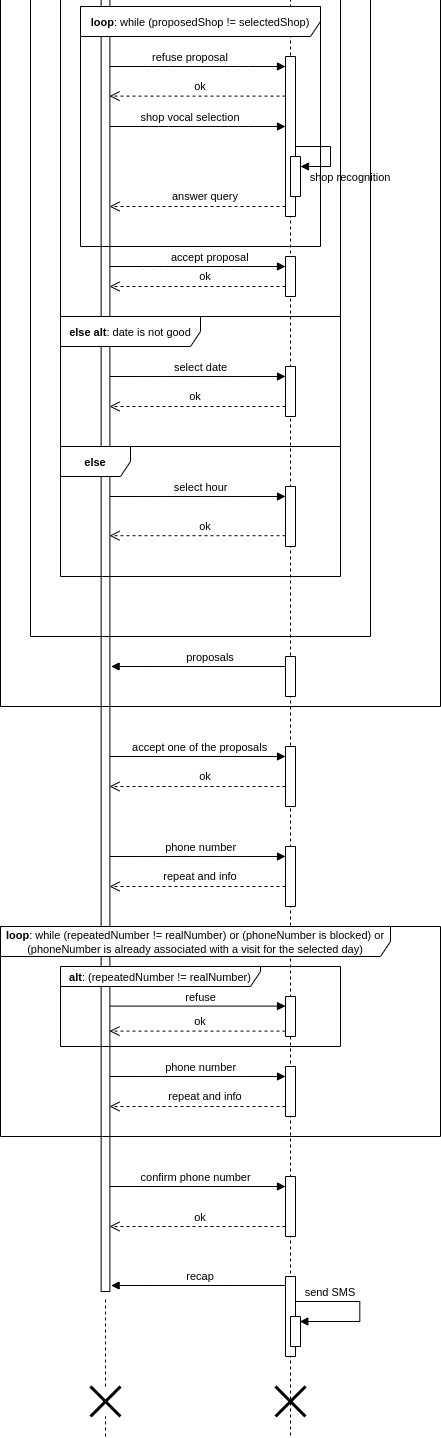 loop: while (proposedShop != selectedShop)
refuse proposal
ok
shop vocal selection
shop recognition
answer query
accept proposal
ok
else alt: date is not good
select date
ok
else
select hour
ok
proposals
accept one of the proposals
ok
phone number
repeat and info
loop: while (repeatedNumber != realNumber) or (phoneNumber is blocked) or
(phoneNumber is already associated with a visit for the selected day)
alt: (repeatedNumber != realNumber)
refuse
ok
phone number
repeat and info
confirm phone number
ok
recap
send SMS